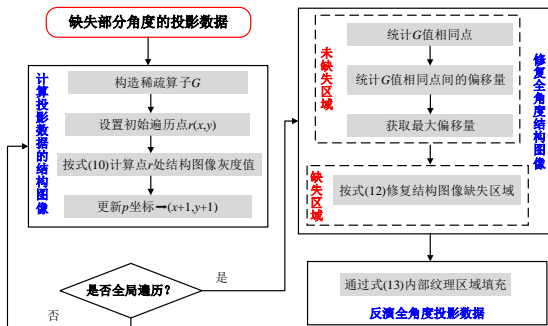 缺失部分角度的投影数据
计算投影数据的结构图像
构造稀疏算子G
设置初始遍历点r(x,y)
按式(10)计算点r处结构图像灰度值
更新p坐标→(x+1,y+1)
是否全局遍历?
是
否
未缺失区域
统计G值相同点
统计G值相同点间的偏移量
获取最大偏移量
缺失区域
按式(12)修复结构图像缺失区域
修复全角度结构图像
通过式(13)内部纹理区域填充
反演全角度投影数据